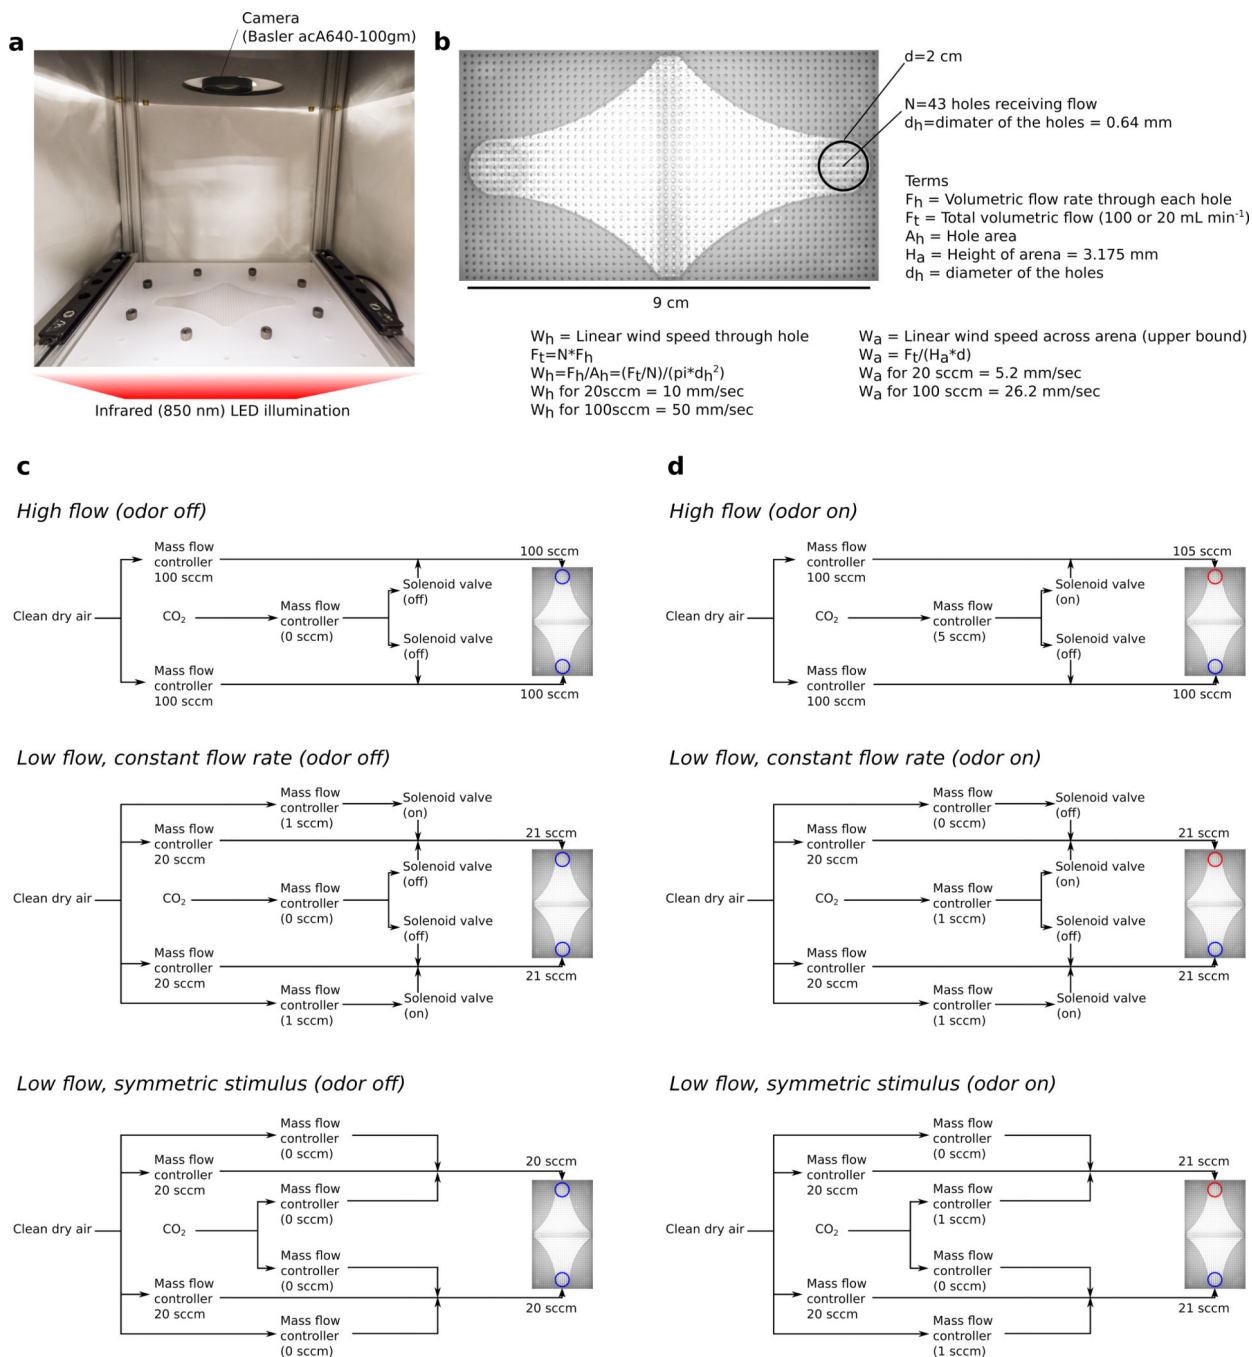 Camera
(Basler acA640-100gm)
a
Infrared (850 nm) LED illumination
b
d=2 cm
N=43 holes receiving flow
dh=dimater of the holes = 0.64 mm
Terms
Fh = Volumetric flow rate through each hole
Ft = Total volumetric flow (100 or 20 mL min⁻¹)
Ah = Hole area
Ha = Height of arena = 3.175 mm
dh = diameter of the holes
9 cm
Wh = Linear wind speed through hole
Ft=N*Fh
Wh=Fh/Ah=(Ft/N)/(pi*dh²)
Wh for 20sccm = 10 mm/sec
Wh for 100sccm = 50 mm/sec
Wa = Linear wind speed across arena (upper bound)
Wa = Ft/(Ha*d)
Wa for 20 sccm = 5.2 mm/sec
Wa for 100 sccm = 26.2 mm/sec
c
High flow (odor off)
Mass flow
controller
100 sccm
100 sccm
Clean dry air
CO₂
Mass flow
controller
(0 sccm)
Solenoid valve
(off)
Solenoid valve
(off)
Mass flow
controller
100 sccm
100 sccm
Low flow, constant flow rate (odor off)
Mass flow
controller
(1 sccm)
Solenoid valve
(on)
Mass flow
controller
20 sccm
21 sccm
Clean dry air
CO₂
Mass flow
controller
(0 sccm)
Solenoid valve
(off)
Solenoid valve
(off)
Mass flow
controller
20 sccm
21 sccm
Mass flow
controller
(1 sccm)
Solenoid valve
(on)
Low flow, symmetric stimulus (odor off)
Mass flow
controller
(0 sccm)
Mass flow
controller
20 sccm
20 sccm
Clean dry air
CO₂
Mass flow
controller
(0 sccm)
Mass flow
controller
(0 sccm)
Mass flow
controller
20 sccm
20 sccm
Mass flow
controller
(0 sccm)
d
High flow (odor on)
Mass flow
controller
100 sccm
105 sccm
Clean dry air
CO₂
Mass flow
controller
(5 sccm)
Solenoid valve
(on)
Solenoid valve
(off)
Mass flow
controller
100 sccm
100 sccm
Low flow, constant flow rate (odor on)
Mass flow
controller
(0 sccm)
Solenoid valve
(off)
Mass flow
controller
20 sccm
21 sccm
Clean dry air
CO₂
Mass flow
controller
(1 sccm)
Solenoid valve
(on)
Solenoid valve
(off)
Mass flow
controller
20 sccm
21 sccm
Mass flow
controller
(1 sccm)
Solenoid valve
(on)
Low flow, symmetric stimulus (odor on)
Mass flow
controller
(0 sccm)
Mass flow
controller
20 sccm
21 sccm
Clean dry air
CO₂
Mass flow
controller
(1 sccm)
Mass flow
controller
(0 sccm)
Mass flow
controller
20 sccm
21 sccm
Mass flow
controller
(1 sccm)